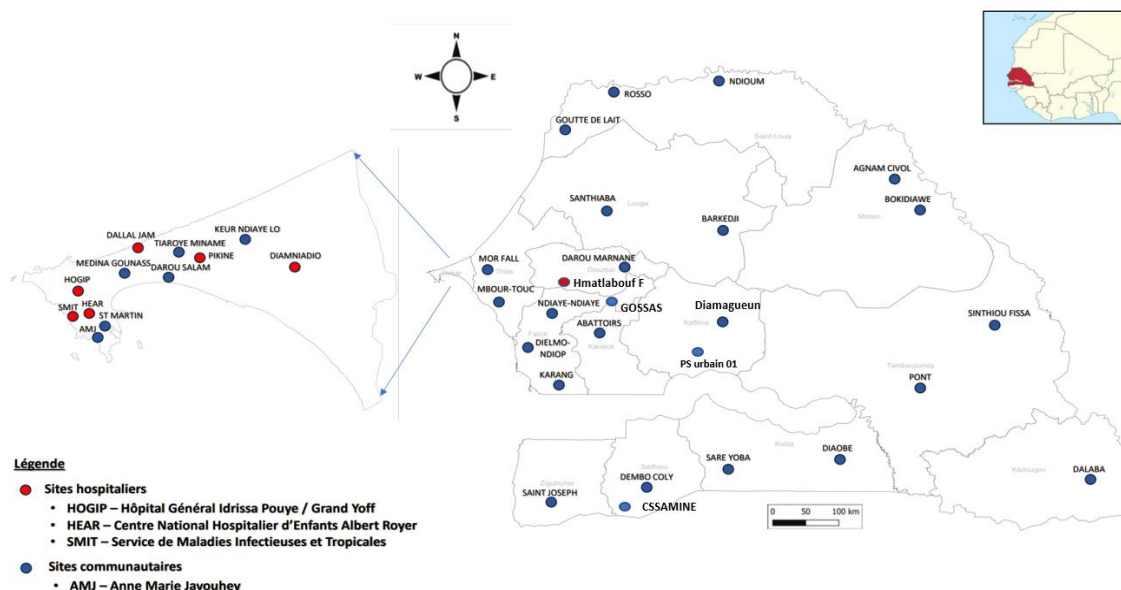 N
W
E
S
NDIOUM
ROSSO
GOUTTE DE LAIT
Saint-Louis
AGNAM CIVOL
SANTHIABA
Louga
BOKIDIAWE
Matam
BARKEDJI
KEUR NDIAYE LO
DALLAL JAM
TIAROYE MINAME
PIKINE
DIAMNIADIO
MEDINA GOUNASS
DAROU SALAM
HOGIP
SMIT
HEAR
ST MARTIN
AMJ
MOR FALL
Thiès
DAROU MARNANE
Diourbel
Dakar
Hmatlabouf F
MBOUR-TOUC
NDIAYE-NDIAYE
GOSSAS
Diamagueun
Kaffrine
SINTHIOU FISSA
ABATTOIRS
Fatick
Kaolack
DIELMO-
NDIOP
PS urbain 01
Tambacounda
PONT
KARANG
Kolda
SARE YOBA
DIAOBE
Sédhiou
DEMBO COLY
Kédougou
DALABA
Ziguinchor
SAINT JOSEPH
CSSAMINE
0 50 100 km
Légende
Sites hospitaliers
• HOGIP – Hôpital Général Idrissa Pouye / Grand Yoff
• HEAR – Centre National Hospitalier d’Enfants Albert Royer
• SMIT – Service de Maladies Infectieuses et Tropicales
Sites communautaires
• AMJ – Anne Marie Javouhey